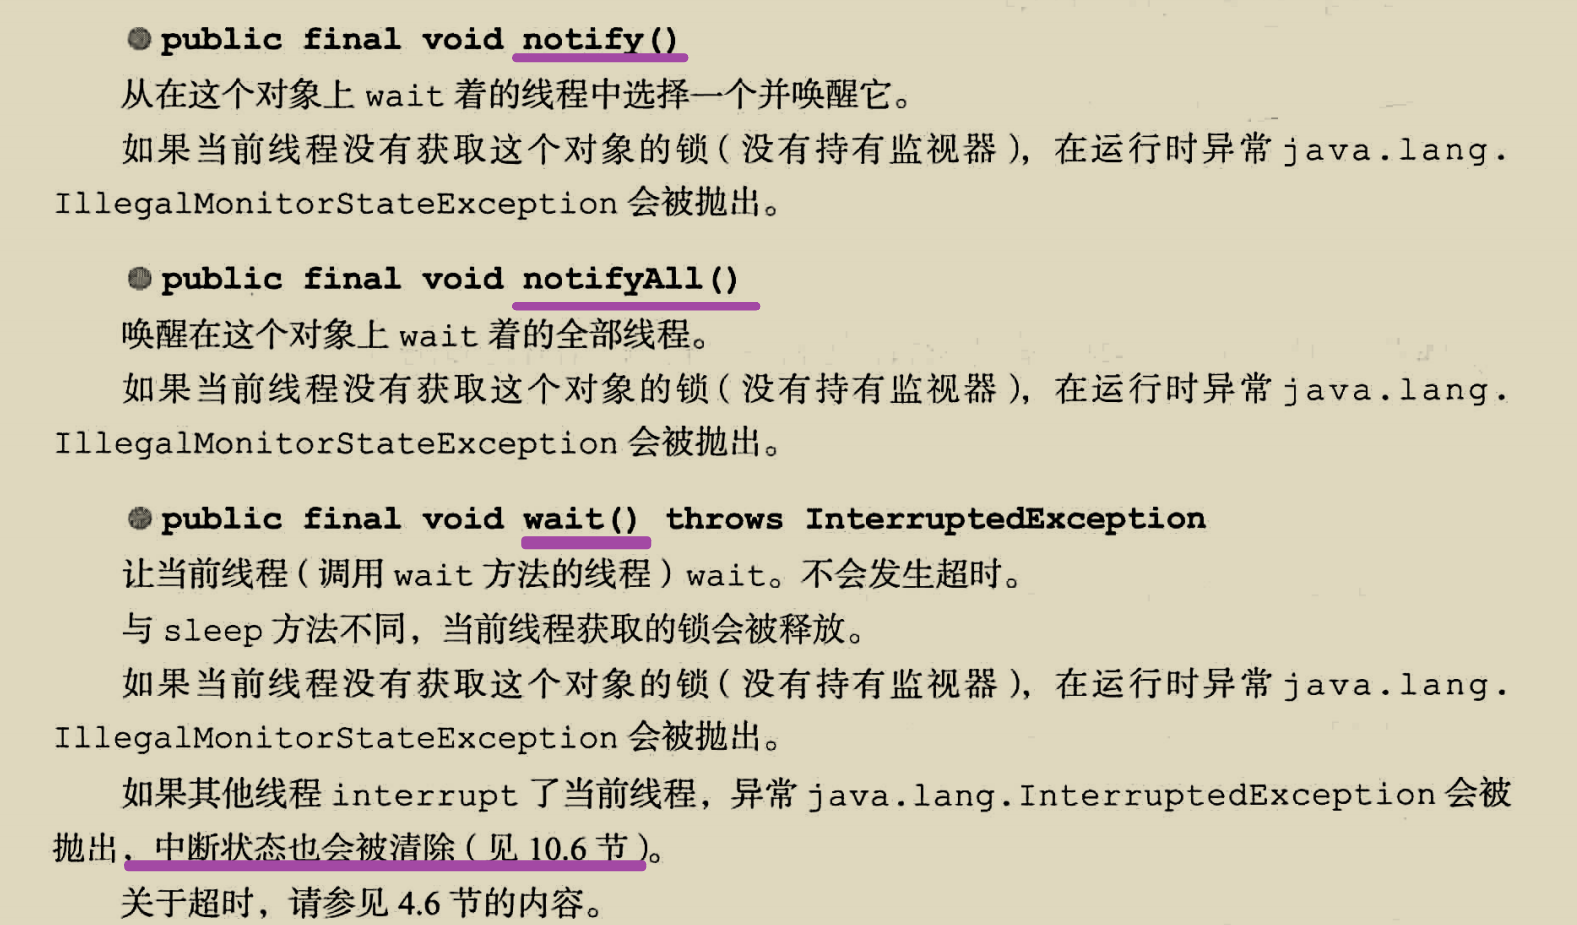 public final void notify()
从在这个对象上 wait 着的线程中选择一个并唤醒它。
如果当前线程没有获取这个对象的锁(没有持有监视器),在运行时异常 java.lang.
IllegalMonitorStateException 会被抛出。
public final void notifyAll()
唤醒在这个对象上 wait 着的全部线程。
如果当前线程没有获取这个对象的锁(没有持有监视器),在运行时异常 java.lang.
IllegalMonitorStateException 会被抛出。
public final void wait() throws InterruptedException
让当前线程(调用 wait 方法的线程)wait。不会发生超时。
与 sleep 方法不同,当前线程获取的锁会被释放。
如果当前线程没有获取这个对象的锁(没有持有监视器),在运行时异常 java.lang.
IllegalMonitorStateException 会被抛出。
如果其他线程 interrupt 了当前线程,异常 java.lang.InterruptedException 会被
抛出,中断状态也会被清除(见 10.6 节)。
关于超时,请参见 4.6 节的内容。